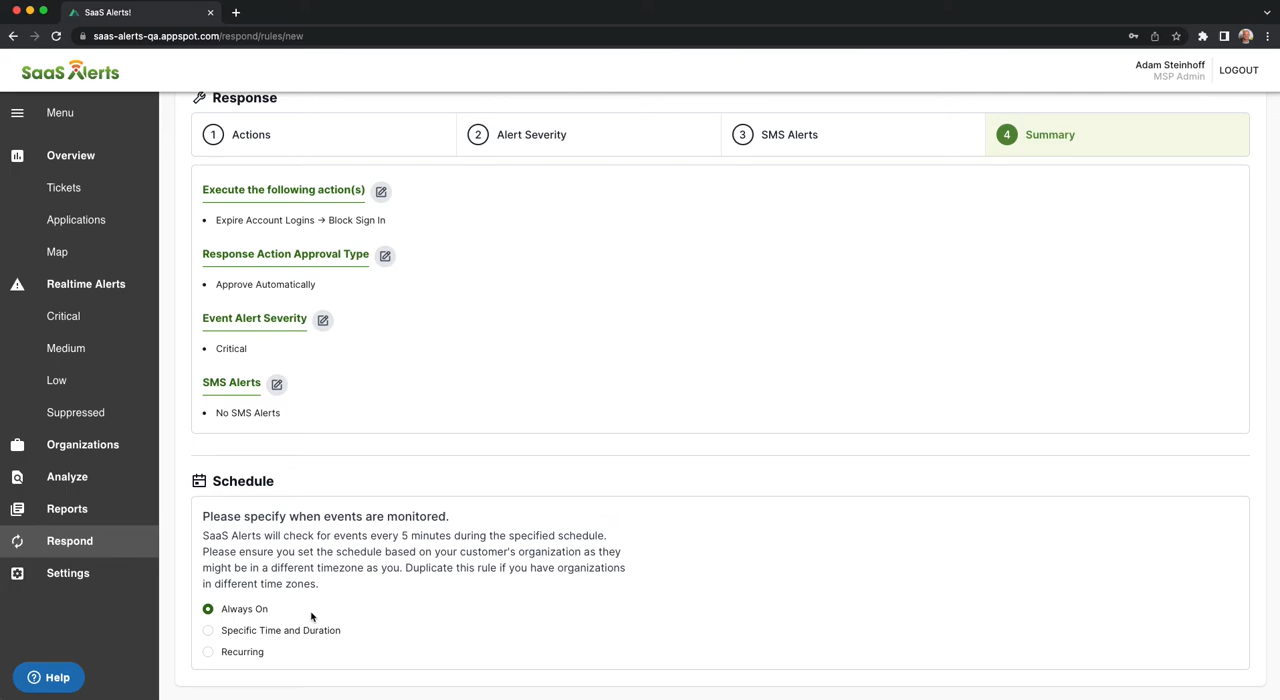 SaaS Alerts!
saas-alerts-qa.appspot.com/respond/rules/new
SaaS Alerts
Adam Steinhoff
MSP Admin
LOGOUT
Menu
Overview
Tickets
Applications
Map
Realtime Alerts
Critical
Medium
Low
Suppressed
Organizations
Analyze
Reports
Respond
Settings
Help
Response
1 Actions
2 Alert Severity
3 SMS Alerts
4 Summary
Execute the following action(s)
• Expire Account Logins → Block Sign In
Response Action Approval Type
• Approve Automatically
Event Alert Severity
• Critical
SMS Alerts
• No SMS Alerts
Schedule
Please specify when events are monitored.
SaaS Alerts will check for events every 5 minutes during the specified schedule.
Please ensure you set the schedule based on your customer's organization as they
might be in a different timezone as you. Duplicate this rule if you have organizations
in different time zones.
Always On
Specific Time and Duration
Recurring